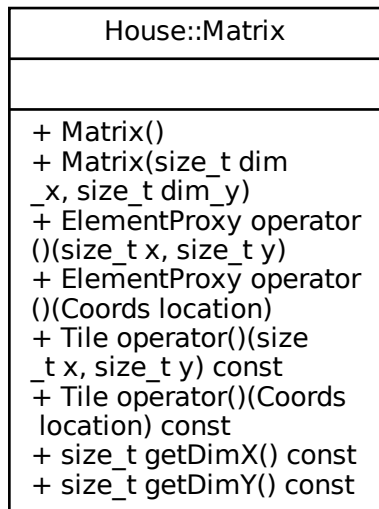 House::Matrix
+ Matrix()
+ Matrix(size_t dim
_x, size_t dim_y)
+ ElementProxy operator
()(size_t x, size_t y)
+ ElementProxy operator
()(Coords location)
+ Tile operator()(size
_t x, size_t y) const
+ Tile operator()(Coords
 location) const
+ size_t getDimX() const
+ size_t getDimY() const